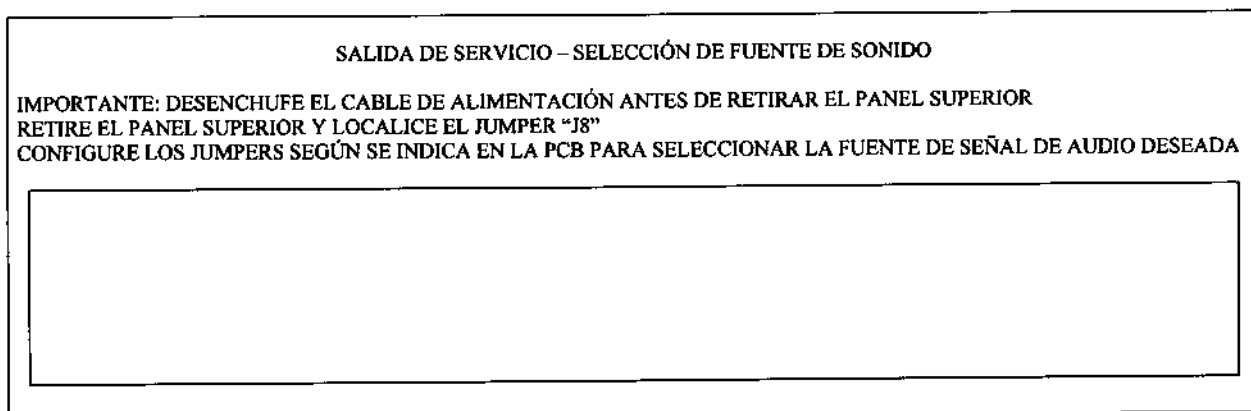 SALIDA DE SERVICIO – SELECCIÓN DE FUENTE DE SONIDO
IMPORTANTE: DESENCHUFE EL CABLE DE ALIMENTACIÓN ANTES DE RETIRAR EL PANEL SUPERIOR
RETIRE EL PANEL SUPERIOR Y LOCALICE EL JUMPER “J8”
CONFIGURE LOS JUMPERS SEGÚN SE INDICA EN LA PCB PARA SELECCIONAR LA FUENTE DE SEÑAL DE AUDIO DESEADA